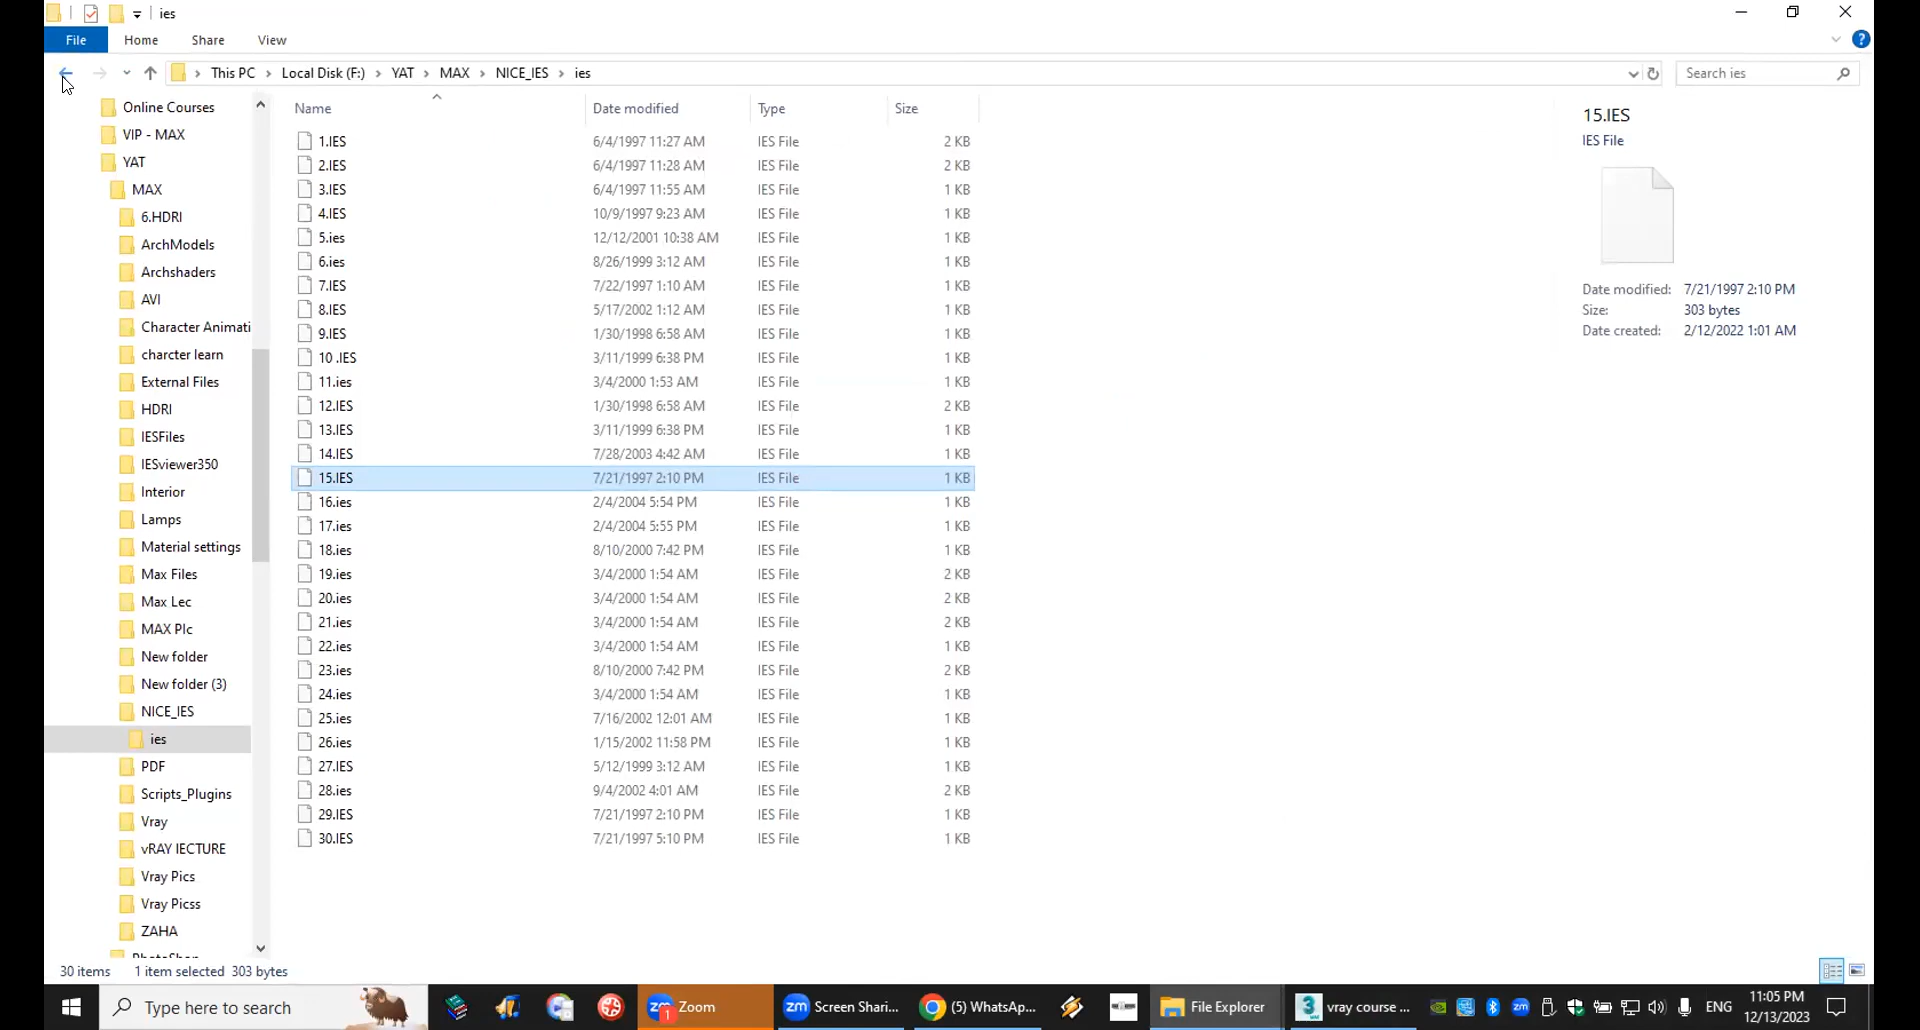 ies
File Home Share View
This PC Local Disk (F:) YAT MAX NICE_IES ies Search ies
Online Courses
VIP - MAX
YAT
MAX
6.HDRI
ArchModels
Archshaders
AVI
Character Animati
charcter learn
External Files
HDRI
IESFiles
IESviewer350
Interior
Lamps
Material settings
Max Files
Max Lec
MAX PIc
New folder
New folder (3)
NICE_IES
ies
PDF
Scripts_Plugins
Vray
vRAY lECTURE
Vray Pics
Vray Picss
ZAHA
Name Date modified Type Size
1.IES 6/4/1997 11:27 AM IES File 2 KB
2.IES 6/4/1997 11:28 AM IES File 2 KB
3.IES 6/4/1997 11:55 AM IES File 1 KB
4.IES 10/9/1997 9:23 AM IES File 1 KB
5.ies 12/12/2001 10:38 AM IES File 1 KB
6.ies 8/26/1999 3:12 AM IES File 1 KB
7.IES 7/22/1997 1:10 AM IES File 1 KB
8.IES 5/17/2002 1:12 AM IES File 1 KB
9.IES 1/30/1998 6:58 AM IES File 1 KB
10 .IES 3/11/1999 6:38 PM IES File 1 KB
11.ies 3/4/2000 1:53 AM IES File 1 KB
12.IES 1/30/1998 6:58 AM IES File 2 KB
13.IES 3/11/1999 6:38 PM IES File 1 KB
14.IES 7/28/2003 4:42 AM IES File 1 KB
15.IES 7/21/1997 2:10 PM IES File 1 KB
16.ies 2/4/2004 5:54 PM IES File 1 KB
17.ies 2/4/2004 5:55 PM IES File 1 KB
18.ies 8/10/2000 7:42 PM IES File 1 KB
19.ies 3/4/2000 1:54 AM IES File 2 KB
20.ies 3/4/2000 1:54 AM IES File 2 KB
21.ies 3/4/2000 1:54 AM IES File 2 KB
22.ies 3/4/2000 1:54 AM IES File 1 KB
23.ies 8/10/2000 7:42 PM IES File 2 KB
24.ies 3/4/2000 1:54 AM IES File 1 KB
25.ies 7/16/2002 12:01 AM IES File 1 KB
26.ies 1/15/2002 11:58 PM IES File 1 KB
27.IES 5/12/1999 3:12 AM IES File 1 KB
28.ies 9/4/2002 4:01 AM IES File 2 KB
29.IES 7/21/1997 2:10 PM IES File 1 KB
30.IES 7/21/1997 5:10 PM IES File 1 KB
15.IES
IES File
Date modified: 7/21/1997 2:10 PM
Size: 303 bytes
Date created: 2/12/2022 1:01 AM
30 items 1 item selected 303 bytes
Type here to search zm 1 Zoom zm Screen Shari... (5) WhatsAp... File Explorer 3 vray course ... zm ENG 11:05 PM
12/13/2023